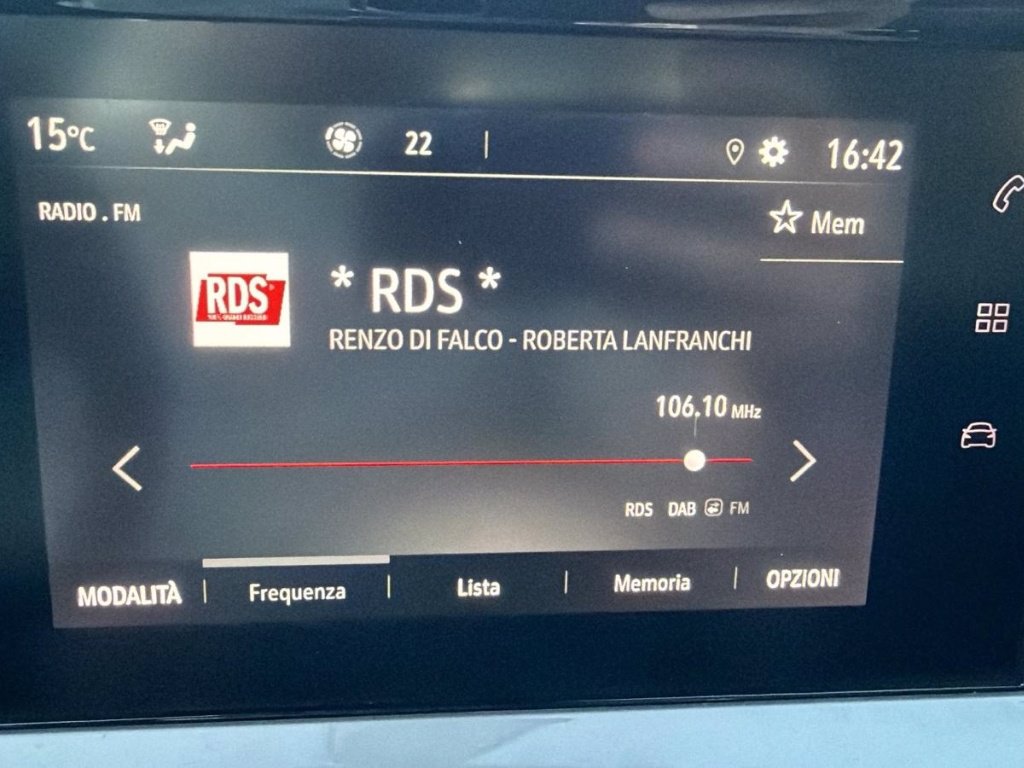 15°C 22 16:42
RADIO . FM
Mem
RDS
* RDS *
RENZO DI FALCO - ROBERTA LANFRANCHI
106.10 MHz
RDS DAB FM
MODALITÀ Frequenza Lista Memoria OPZIONI